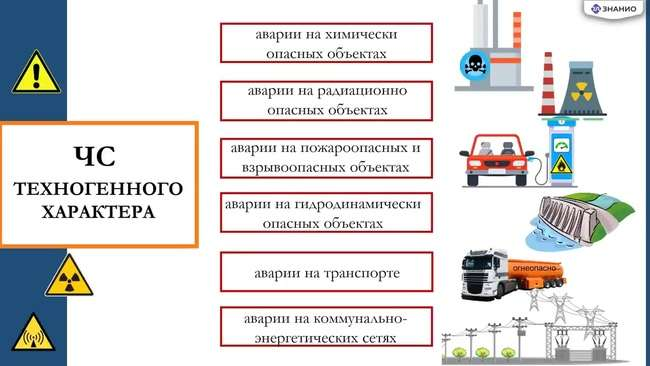 ЗНАНИО
ЧС
ТЕХНОГЕННОГО
ХАРАКТЕРА
аварии на химически
опасных объектах
аварии на радиационно
опасных объектах
аварии на пожароопасных и
взрывоопасных объектах
аварии на гидродинамически
опасных объектах
аварии на транспорте
ОГНЕОПАСНО
аварии на коммунально-
энергетических сетях